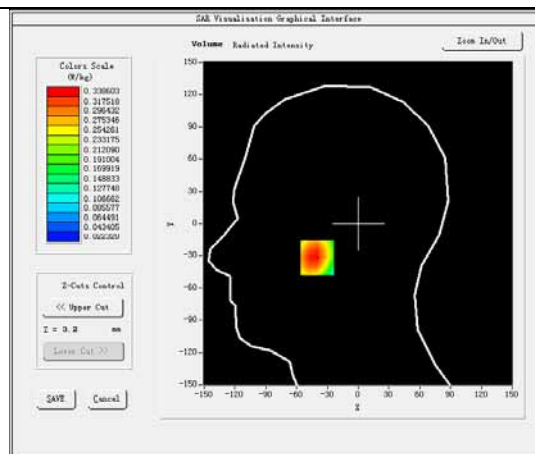 SAR Visualisation Graphical Interface
Volume Radiated Intensity
Zoom In/Out
Colors Scale
(W/kg)
0.338603
0.317518
0.296432
0.275346
0.254261
0.233175
0.212090
0.191004
0.169919
0.148833
0.127748
0.106662
0.085577
0.064491
0.043405
0.022320
Z-Cuts Control
<< Upper Cut
Z = 3.2 mm
Lower Cut >>
SAVE
Cancel
150
120
90
60
30
0
-30
-60
-90
-120
-150
Y
-150 -120 -90 -60 -30 0 30 60 90 120 150
X